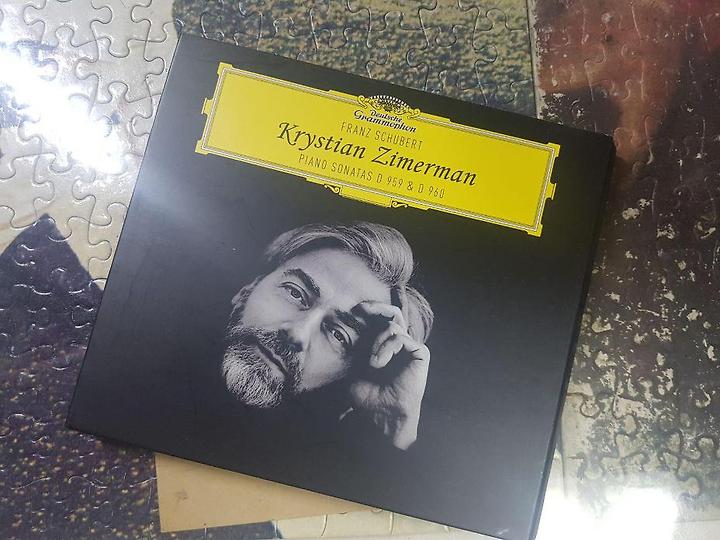 Deutsche
Grammophon
FRANZ SCHUBERT
Krystian Zimerman
PIANO SONATAS D 959 & D 960